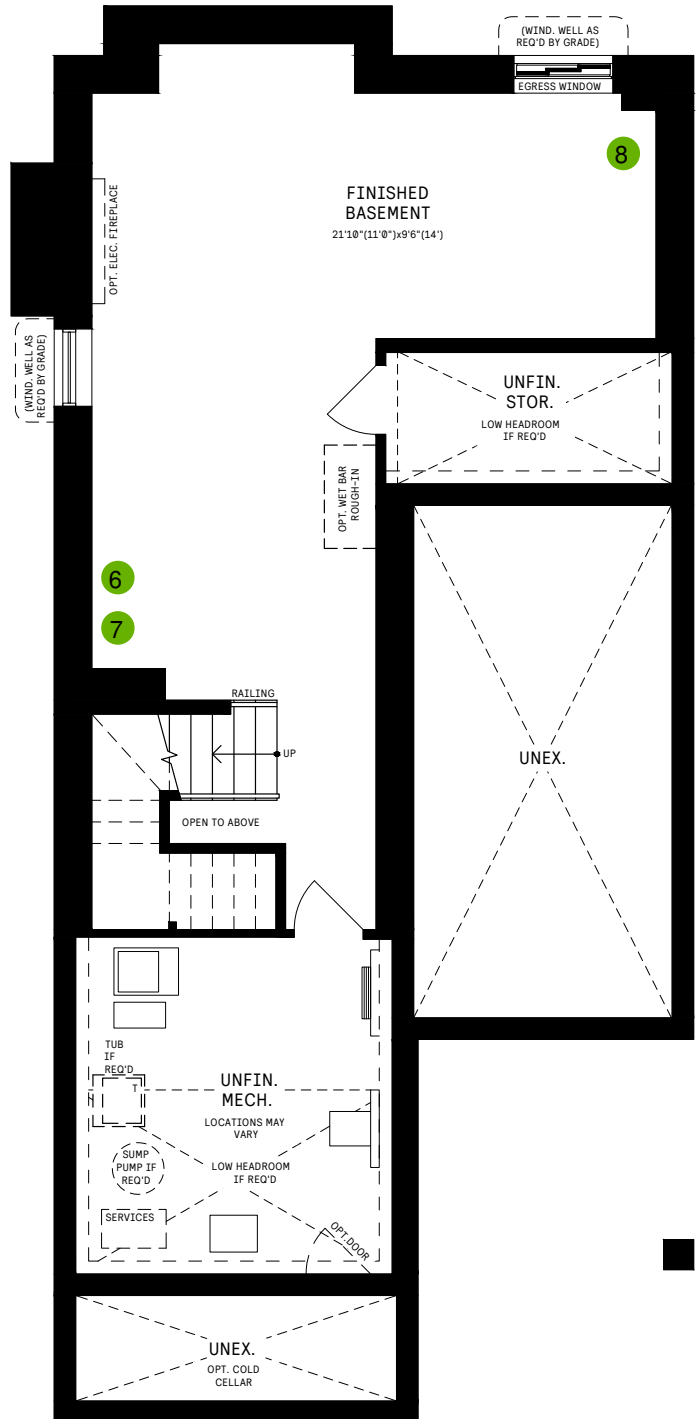 (WIND. WELL AS
REQ'D BY GRADE)
EGRESS WINDOW
8
FINISHED
BASEMENT
21'10"(11'0")x9'6"(14')
OPT. ELEC. FIREPLACE
(WIND. WELL AS
REQ'D BY GRADE)
UNFIN.
STOR.
LOW HEADROOM
IF REQ'D
OPT. WET BAR
ROUGH-IN
6
7
RAILING
UP
UNEX.
OPEN TO ABOVE
TUB
IF
REQ'D
T
UNFIN.
MECH.
LOCATIONS MAY
VARY
SUMP
PUMP IF
REQ'D
LOW HEADROOM
IF REQ'D
SERVICES
OPT.DOOR
UNEX.
OPT. COLD
CELLAR